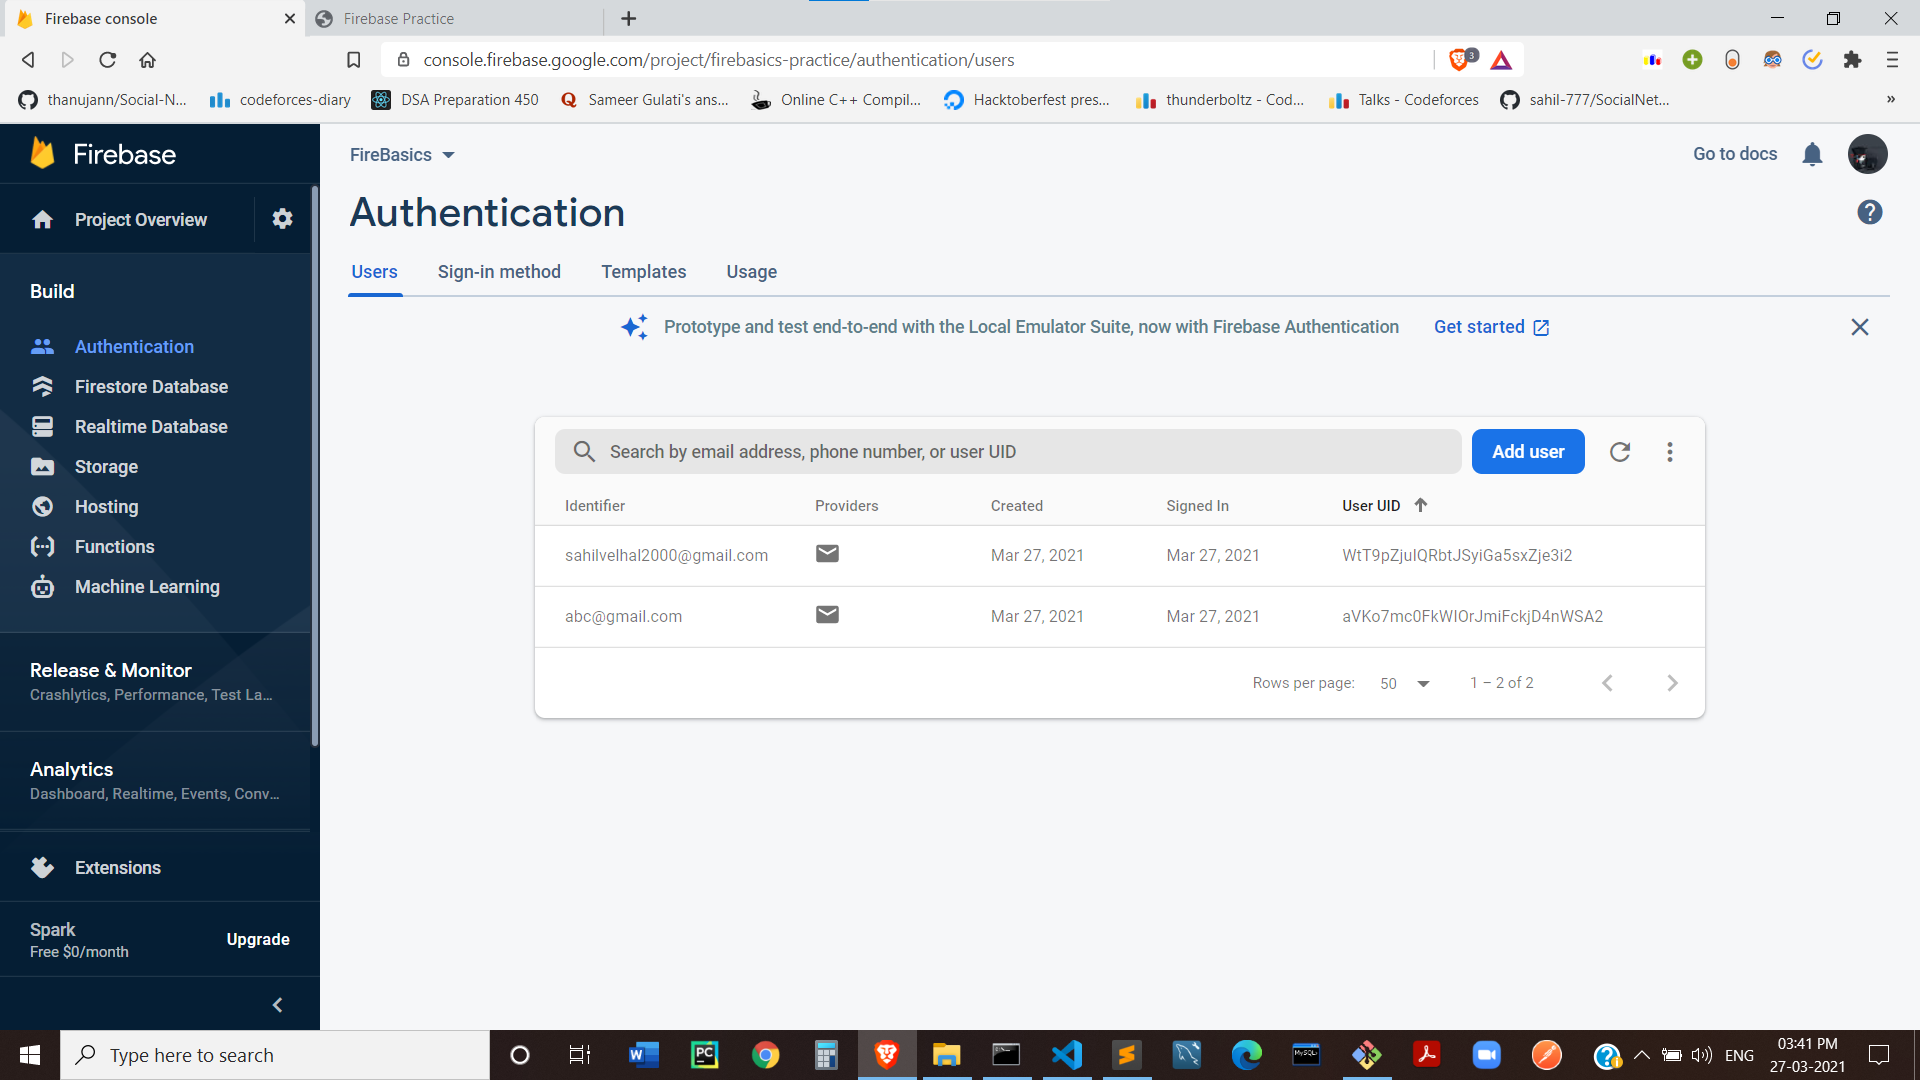 Firebase console
Firebase Practice
console.firebase.google.com/project/firebasics-practice/authentication/users
3
thanujann/Social-N...
codeforces-diary
DSA Preparation 450
Sameer Gulati's ans...
Online C++ Compil...
Hacktoberfest pres...
thunderboltz - Cod...
Talks - Codeforces
sahil-777/SocialNet...
»
Firebase
Project Overview
Build
Authentication
Firestore Database
Realtime Database
Storage
Hosting
Functions
Machine Learning
Release & Monitor
Crashlytics, Performance, Test La...
Analytics
Dashboard, Realtime, Events, Conv...
Extensions
Spark
Free $0/month
Upgrade
FireBasics
Go to docs
Authentication
Users Sign-in method Templates Usage
Prototype and test end-to-end with the Local Emulator Suite, now with Firebase Authentication Get started
Search by email address, phone number, or user UID
Add user
Identifier Providers Created Signed In User UID
sahilvelhal2000@gmail.com Mar 27, 2021 Mar 27, 2021 WtT9pZjuIQRbtJSyiGa5sxZje3i2
abc@gmail.com Mar 27, 2021 Mar 27, 2021 aVKo7mc0FkWIOrJmiFckjD4nWSA2
Rows per page: 50 1 – 2 of 2
Type here to search
ENG
03:41 PM
27-03-2021